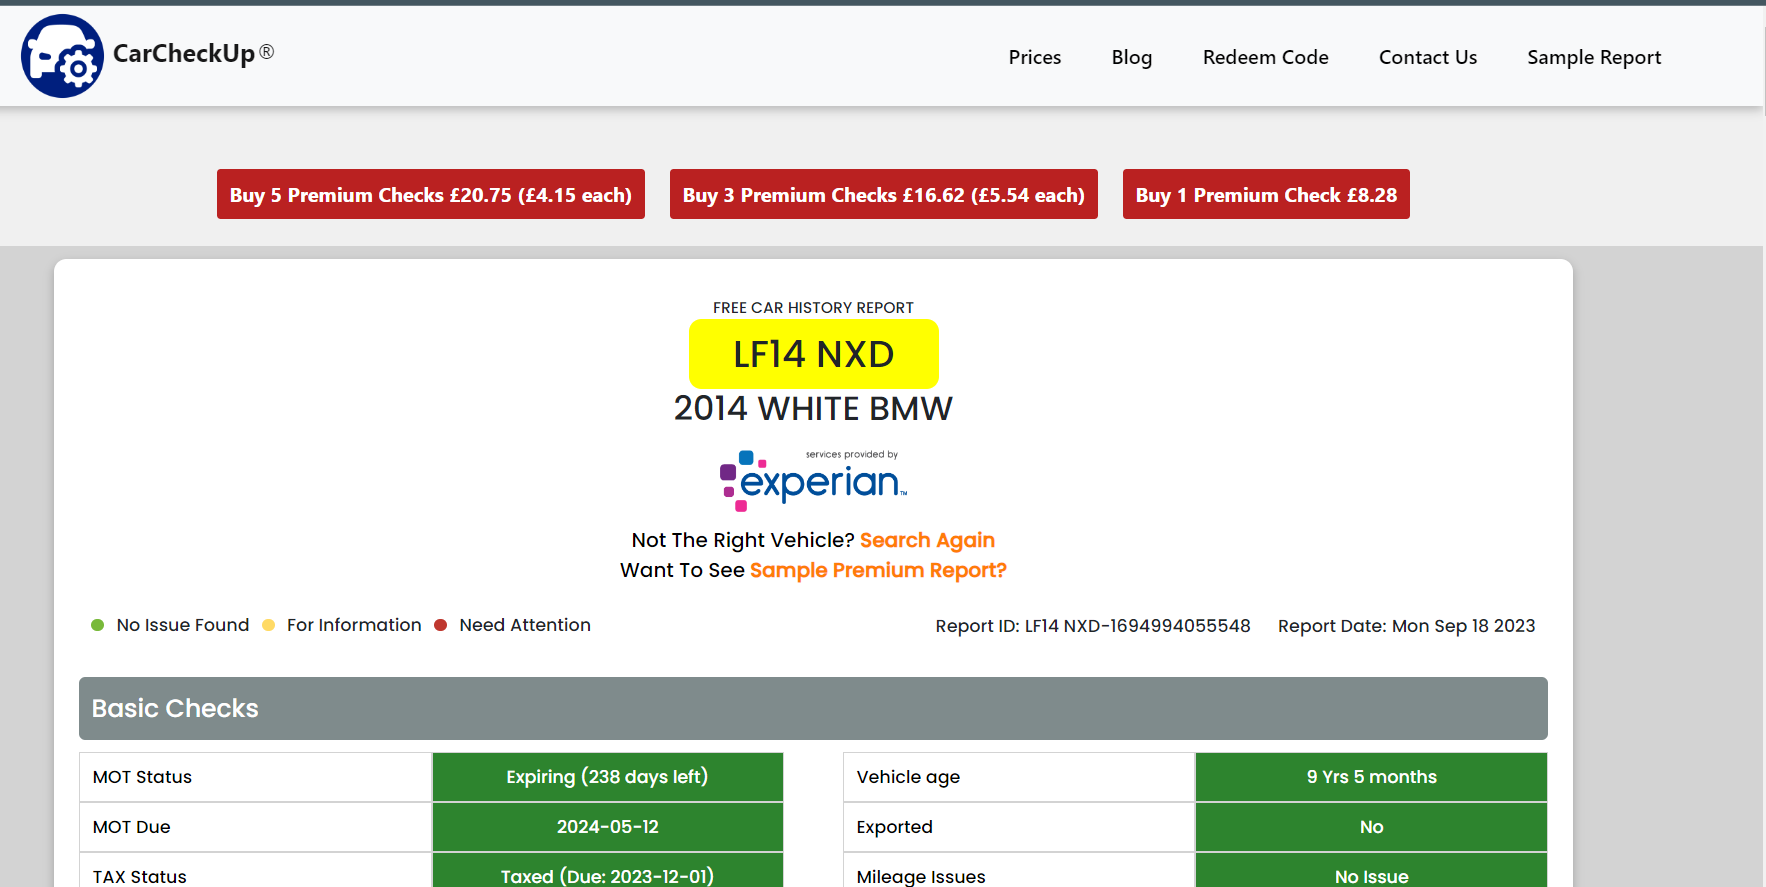 CarCheckUp ®
Prices Blog Redeem Code Contact Us Sample Report
Buy 5 Premium Checks £20.75 (£4.15 each) Buy 3 Premium Checks £16.62 (£5.54 each) Buy 1 Premium Check £8.28
FREE CAR HISTORY REPORT
LF14 NXD
2014 WHITE BMW
services provided by
experian™
Not The Right Vehicle? Search Again
Want To See Sample Premium Report?
No Issue Found For Information Need Attention Report ID: LF14 NXD-1694994055548 Report Date: Mon Sep 18 2023
Basic Checks
MOT Status Expiring (238 days left) Vehicle age 9 Yrs 5 months
MOT Due 2024-05-12 Exported No
TAX Status Taxed (Due: 2023-12-01) Mileage Issues No Issue